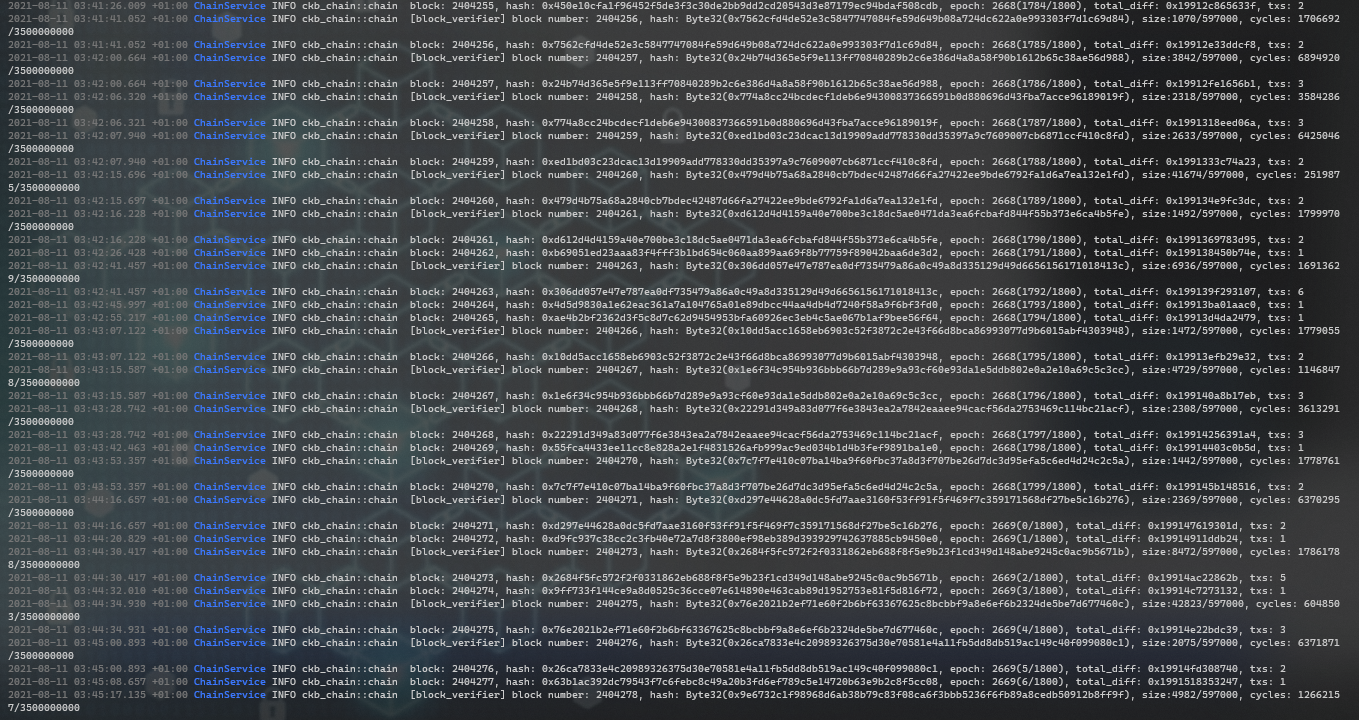 2021-08-11 03:41:26.009 +01:00 ChainService INFO ckb_chain::chain  block: 2404255, hash: 0x450e10cfa1f96452f5de3f3c30de2bb9dd2cd20543d3e87179ec94bdaf508cdb, epoch: 2668(1784/1800), total_diff: 0x19912c865633f, txs: 2
2021-08-11 03:41:41.052 +01:00 ChainService INFO ckb_chain::chain  [block_verifier] block number: 2404256, hash: Byte32(0x7562cfd4de52e3c5847747084fe59d649b08a724dc622a0e993303f7d1c69d84), size:1070/597000, cycles: 1706692
/3500000000
2021-08-11 03:41:41.052 +01:00 ChainService INFO ckb_chain::chain  block: 2404256, hash: 0x7562cfd4de52e3c5847747084fe59d649b08a724dc622a0e993303f7d1c69d84, epoch: 2668(1785/1800), total_diff: 0x19912e33ddcf8, txs: 2
2021-08-11 03:42:00.664 +01:00 ChainService INFO ckb_chain::chain  [block_verifier] block number: 2404257, hash: Byte32(0x24b74d365e5f9e113ff70840289b2c6e386d4a8a58f90b1612b65c38ae56d988), size:3842/597000, cycles: 6894920
/3500000000
2021-08-11 03:42:00.664 +01:00 ChainService INFO ckb_chain::chain  block: 2404257, hash: 0x24b74d365e5f9e113ff70840289b2c6e386d4a8a58f90b1612b65c38ae56d988, epoch: 2668(1786/1800), total_diff: 0x19912fe1656b1, txs: 3
2021-08-11 03:42:06.320 +01:00 ChainService INFO ckb_chain::chain  [block_verifier] block number: 2404258, hash: Byte32(0x774a8cc24bcdecf1deb6e94300837366591b0d880696d43fba7acce96189019f), size:2318/597000, cycles: 3584286
/3500000000
2021-08-11 03:42:06.321 +01:00 ChainService INFO ckb_chain::chain  block: 2404258, hash: 0x774a8cc24bcdecf1deb6e94300837366591b0d880696d43fba7acce96189019f, epoch: 2668(1787/1800), total_diff: 0x1991318eed06a, txs: 3
2021-08-11 03:42:07.940 +01:00 ChainService INFO ckb_chain::chain  [block_verifier] block number: 2404259, hash: Byte32(0xed1bd03c23dcac13d19909add778330dd35397a9c7609007cb6871ccf410c8fd), size:2633/597000, cycles: 6425046
/3500000000
2021-08-11 03:42:07.940 +01:00 ChainService INFO ckb_chain::chain  block: 2404259, hash: 0xed1bd03c23dcac13d19909add778330dd35397a9c7609007cb6871ccf410c8fd, epoch: 2668(1788/1800), total_diff: 0x1991333c74a23, txs: 2
2021-08-11 03:42:15.696 +01:00 ChainService INFO ckb_chain::chain  [block_verifier] block number: 2404260, hash: Byte32(0x479d4b75a68a2840cb7bdec42487d66fa27422ee9bde6792fa1d6a7ea132e1fd), size:41674/597000, cycles: 251987
5/3500000000
2021-08-11 03:42:15.697 +01:00 ChainService INFO ckb_chain::chain  block: 2404260, hash: 0x479d4b75a68a2840cb7bdec42487d66fa27422ee9bde6792fa1d6a7ea132e1fd, epoch: 2668(1789/1800), total_diff: 0x199134e9fc3dc, txs: 2
2021-08-11 03:42:16.228 +01:00 ChainService INFO ckb_chain::chain  [block_verifier] block number: 2404261, hash: Byte32(0xd612d4d4159a40e700be3c18dc5ae0471da3ea6fcbafd844f55b373e6ca4b5fe), size:1492/597000, cycles: 1799970
/3500000000
2021-08-11 03:42:16.228 +01:00 ChainService INFO ckb_chain::chain  block: 2404261, hash: 0xd612d4d4159a40e700be3c18dc5ae0471da3ea6fcbafd844f55b373e6ca4b5fe, epoch: 2668(1790/1800), total_diff: 0x1991369783d95, txs: 2
2021-08-11 03:42:26.428 +01:00 ChainService INFO ckb_chain::chain  block: 2404262, hash: 0xb69051ed23aaa83f4fff3b1bd654c060aa899aa69f8b77759f89042baa6de3d2, epoch: 2668(1791/1800), total_diff: 0x199138450b74e, txs: 1
2021-08-11 03:42:41.457 +01:00 ChainService INFO ckb_chain::chain  [block_verifier] block number: 2404263, hash: Byte32(0x306dd057e47e787ea0df735479a86a0c49a8d335129d49d6656156171018413c), size:6936/597000, cycles: 1691362
9/3500000000
2021-08-11 03:42:41.457 +01:00 ChainService INFO ckb_chain::chain  block: 2404263, hash: 0x306dd057e47e787ea0df735479a86a0c49a8d335129d49d6656156171018413c, epoch: 2668(1792/1800), total_diff: 0x199139f293107, txs: 6
2021-08-11 03:42:45.997 +01:00 ChainService INFO ckb_chain::chain  block: 2404264, hash: 0x4d5d9830a1e62eac361a7a104765a01e89dbcc44aa4db4d7240f58a9f6bf3fd0, epoch: 2668(1793/1800), total_diff: 0x19913ba01aac0, txs: 1
2021-08-11 03:42:55.217 +01:00 ChainService INFO ckb_chain::chain  block: 2404265, hash: 0xae4b2bf2362d3f5c8d7c62d9454953bfa60926ec3eb4c5ae067b1af9bee56f64, epoch: 2668(1794/1800), total_diff: 0x19913d4da2479, txs: 1
2021-08-11 03:43:07.122 +01:00 ChainService INFO ckb_chain::chain  [block_verifier] block number: 2404266, hash: Byte32(0x10dd5acc1658eb6903c52f3872c2e43f66d8bca86993077d9b6015abf4303948), size:1472/597000, cycles: 1779055
/3500000000
2021-08-11 03:43:07.122 +01:00 ChainService INFO ckb_chain::chain  block: 2404266, hash: 0x10dd5acc1658eb6903c52f3872c2e43f66d8bca86993077d9b6015abf4303948, epoch: 2668(1795/1800), total_diff: 0x19913efb29e32, txs: 2
2021-08-11 03:43:15.587 +01:00 ChainService INFO ckb_chain::chain  [block_verifier] block number: 2404267, hash: Byte32(0x1e6f34c954b936bbb66b7d289e9a93cf60e93da1e5ddb802e0a2e10a69c5c3cc), size:4729/597000, cycles: 1146847
8/3500000000
2021-08-11 03:43:15.587 +01:00 ChainService INFO ckb_chain::chain  block: 2404267, hash: 0x1e6f34c954b936bbb66b7d289e9a93cf60e93da1e5ddb802e0a2e10a69c5c3cc, epoch: 2668(1796/1800), total_diff: 0x199140a8b17eb, txs: 3
2021-08-11 03:43:28.742 +01:00 ChainService INFO ckb_chain::chain  [block_verifier] block number: 2404268, hash: Byte32(0x22291d349a83d077f6e3843ea2a7842eaaee94cacf56da2753469c114bc21acf), size:2308/597000, cycles: 3613291
/3500000000
2021-08-11 03:43:28.742 +01:00 ChainService INFO ckb_chain::chain  block: 2404268, hash: 0x22291d349a83d077f6e3843ea2a7842eaaee94cacf56da2753469c114bc21acf, epoch: 2668(1797/1800), total_diff: 0x19914256391a4, txs: 3
2021-08-11 03:43:42.463 +01:00 ChainService INFO ckb_chain::chain  block: 2404269, hash: 0x55fca4433ee11cc8e828a2e1f4831526afb999ac9ed034b1d4b3fef9891ba1e0, epoch: 2668(1798/1800), total_diff: 0x19914403c0b5d, txs: 1
2021-08-11 03:43:53.357 +01:00 ChainService INFO ckb_chain::chain  [block_verifier] block number: 2404270, hash: Byte32(0x7c7f7e410c07ba14ba9f60fbc37a8d3f707be26d7dc3d95efa5c6ed4d24c2c5a), size:1442/597000, cycles: 1778761
/3500000000
2021-08-11 03:43:53.357 +01:00 ChainService INFO ckb_chain::chain  block: 2404270, hash: 0x7c7f7e410c07ba14ba9f60fbc37a8d3f707be26d7dc3d95efa5c6ed4d24c2c5a, epoch: 2668(1799/1800), total_diff: 0x199145b148516, txs: 2
2021-08-11 03:44:16.657 +01:00 ChainService INFO ckb_chain::chain  [block_verifier] block number: 2404271, hash: Byte32(0xd297e44628a0dc5fd7aae3160f53ff91f5f469f7c359171568df27be5c16b276), size:2369/597000, cycles: 6370295
/3500000000
2021-08-11 03:44:16.657 +01:00 ChainService INFO ckb_chain::chain  block: 2404271, hash: 0xd297e44628a0dc5fd7aae3160f53ff91f5f469f7c359171568df27be5c16b276, epoch: 2669(0/1800), total_diff: 0x199147619301d, txs: 2
2021-08-11 03:44:20.829 +01:00 ChainService INFO ckb_chain::chain  block: 2404272, hash: 0xd9fc937c38cc2c3fb40e72a7d8f3800ef98eb389d393929742637885cb9450e0, epoch: 2669(1/1800), total_diff: 0x19914911ddb24, txs: 1
2021-08-11 03:44:30.417 +01:00 ChainService INFO ckb_chain::chain  [block_verifier] block number: 2404273, hash: Byte32(0x2684f5fc572f2f0331862eb688f8f5e9b23f1cd349d148abe9245c0ac9b5671b), size:8472/597000, cycles: 1786178
8/3500000000
2021-08-11 03:44:30.417 +01:00 ChainService INFO ckb_chain::chain  block: 2404273, hash: 0x2684f5fc572f2f0331862eb688f8f5e9b23f1cd349d148abe9245c0ac9b5671b, epoch: 2669(2/1800), total_diff: 0x19914ac22862b, txs: 5
2021-08-11 03:44:32.010 +01:00 ChainService INFO ckb_chain::chain  block: 2404274, hash: 0x9ff733f144ce9a8d0525c36cce07e614890e463cab89d1952753e81f5d816f72, epoch: 2669(3/1800), total_diff: 0x19914c7273132, txs: 1
2021-08-11 03:44:34.930 +01:00 ChainService INFO ckb_chain::chain  [block_verifier] block number: 2404275, hash: Byte32(0x76e2021b2ef71e60f2b6bf63367625c8bcbbf9a8e6ef6b2324de5be7d677460c), size:42823/597000, cycles: 604850
3/3500000000
2021-08-11 03:44:34.931 +01:00 ChainService INFO ckb_chain::chain  block: 2404275, hash: 0x76e2021b2ef71e60f2b6bf63367625c8bcbbf9a8e6ef6b2324de5be7d677460c, epoch: 2669(4/1800), total_diff: 0x19914e22bdc39, txs: 3
2021-08-11 03:45:00.893 +01:00 ChainService INFO ckb_chain::chain  [block_verifier] block number: 2404276, hash: Byte32(0x26ca7833e4c20989326375d30e70581e4a11fb5dd8db519ac149c40f099080c1), size:2075/597000, cycles: 6371871
/3500000000
2021-08-11 03:45:00.893 +01:00 ChainService INFO ckb_chain::chain  block: 2404276, hash: 0x26ca7833e4c20989326375d30e70581e4a11fb5dd8db519ac149c40f099080c1, epoch: 2669(5/1800), total_diff: 0x19914fd308740, txs: 2
2021-08-11 03:45:08.657 +01:00 ChainService INFO ckb_chain::chain  block: 2404277, hash: 0x63b1ac392dc79543f7c6febc8c49a20b3fd6ef789c5e14720b63e9b2c8f5cc08, epoch: 2669(6/1800), total_diff: 0x1991518353247, txs: 1
2021-08-11 03:45:17.135 +01:00 ChainService INFO ckb_chain::chain  [block_verifier] block number: 2404278, hash: Byte32(0x9e6732c1f98968d6ab38b79c83f08ca6f3bbb5236f6fb89a8cedb50912b8ff9f), size:4982/597000, cycles: 1266215
7/3500000000